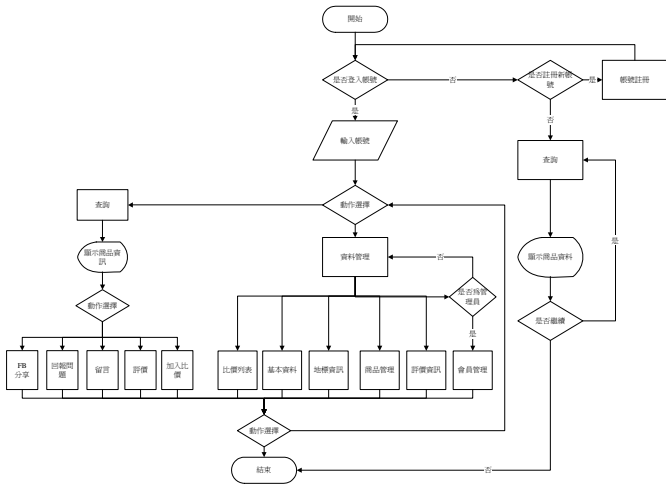 開始
是否登入帳號
否
是否註冊新帳
號
是
帳號註冊
是
否
輸入帳號
查詢
查詢
動作選擇
是
顯示商品資
訊
資料管理
否
顯示商品資料
是否為管
理員
動作選擇
是否繼續
是
FB
分享
回報問
題
留言
評價
加入比
價
比價列表
基本資料
地標資訊
商品管理
評價資訊
會員管理
動作選擇
結束
否